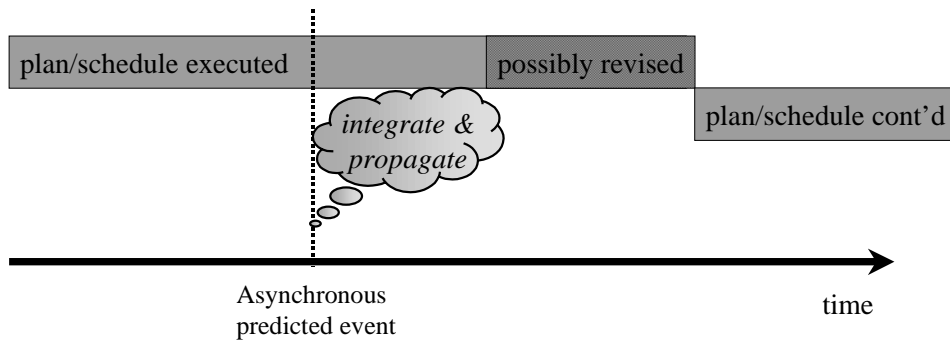 plan/schedule executed
possibly revised
plan/schedule cont’d
integrate &
propagate
Asynchronous
predicted event
time